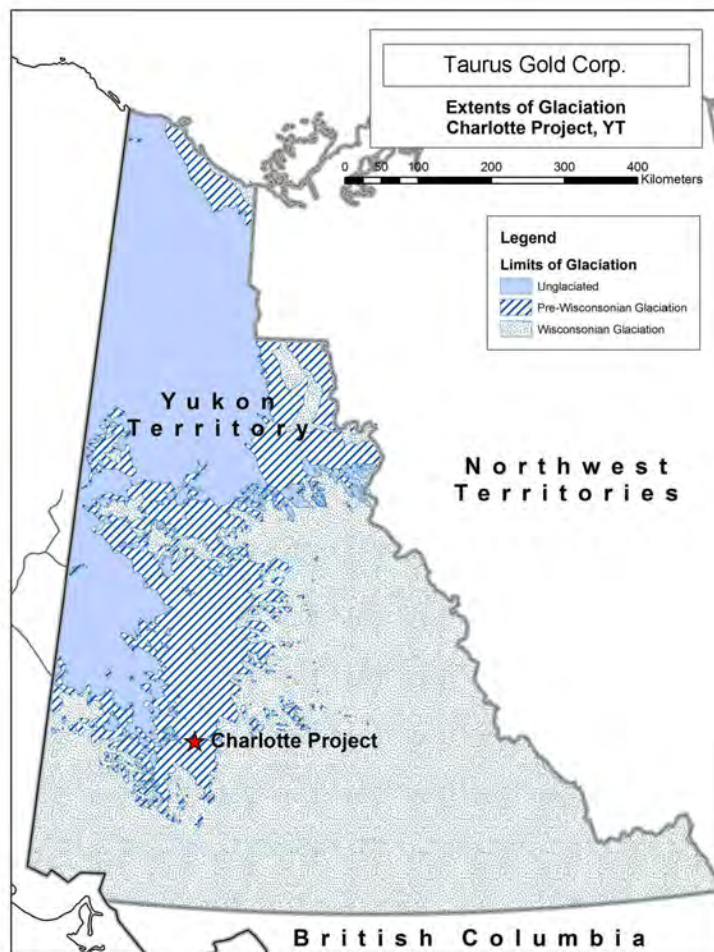 Taurus Gold Corp.
Extents of Glaciation
Charlotte Project, YT
0 50 100 200 300 400
Kilometers
Legend
Limits of Glaciation
Unglaciated
Pre-Wisconsonian Glaciation
Wisconsonian Glaciation
Yukon
Territory
Northwest
Territories
Charlotte Project
British Columbia